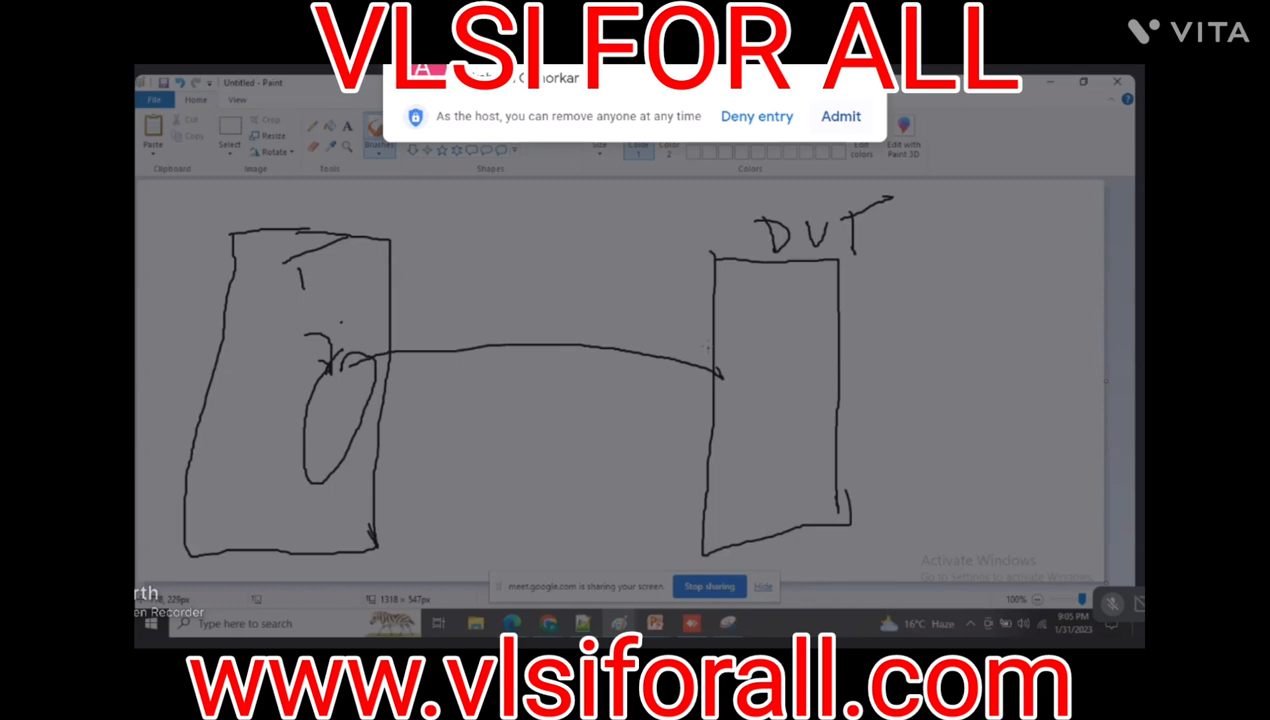 VLSI FOR ALL
VITA
Untitled - Paint
File Home View
As the host, you can remove anyone at any time Deny entry Admit
Paste
Cut
Copy
Select
Crop
Resize
Rotate
Brushes
Size
Color 1
Color 2
Edit colors
Edit with Paint 3D
Clipboard Image Tools Shapes Colors
DUT
Activate Windows
Go to Settings to activate Windows.
meet.google.com is sharing your screen. Stop sharing Hide
229px
1318 × 547px
100%
Type here to search
16°C Haze
9:05 PM
1/31/2023
www.vlsiforall.com